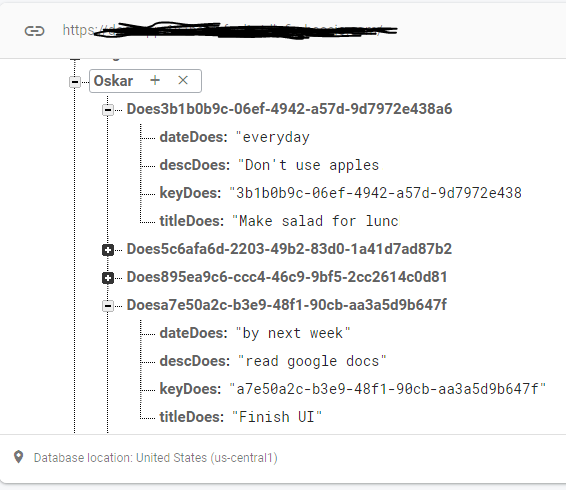 https:
Oskar
Does3b1b0b9c-06ef-4942-a57d-9d7972e438a6
dateDoes: "everyday
descDoes: "Don't use apples
keyDoes: "3b1b0b9c-06ef-4942-a57d-9d7972e438
titleDoes: "Make salad for lunc
Does5c6afa6d-2203-49b2-83d0-1a41d7ad87b2
Does895ea9c6-ccc4-46c9-9bf5-2cc2614c0d81
Doesa7e50a2c-b3e9-48f1-90cb-aa3a5d9b647f
dateDoes: "by next week"
descDoes: "read google docs"
keyDoes: "a7e50a2c-b3e9-48f1-90cb-aa3a5d9b647f"
titleDoes: "Finish UI"
Database location: United States (us-central1)